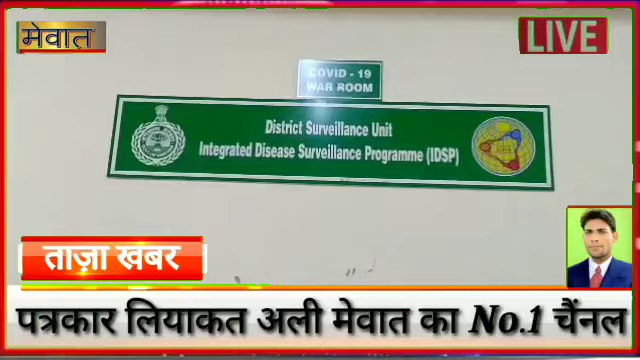 मेवात
LIVE
COVID - 19
WAR ROOM
District Surveillance Unit
Integrated Disease Surveillance Programme (IDSP)
ताज़ा खबर
पत्रकार लियाकत अली मेवात का No.1 चैंनल